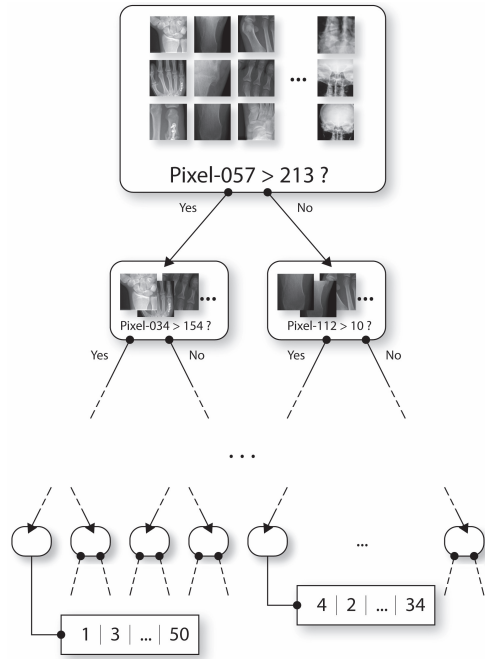 ...
Pixel-057 > 213 ?
Yes No
... ...
Pixel-034 > 154 ? Pixel-112 > 10 ?
Yes No Yes No
...
...
4 | 2 | ... | 34
1 | 3 | ... | 50